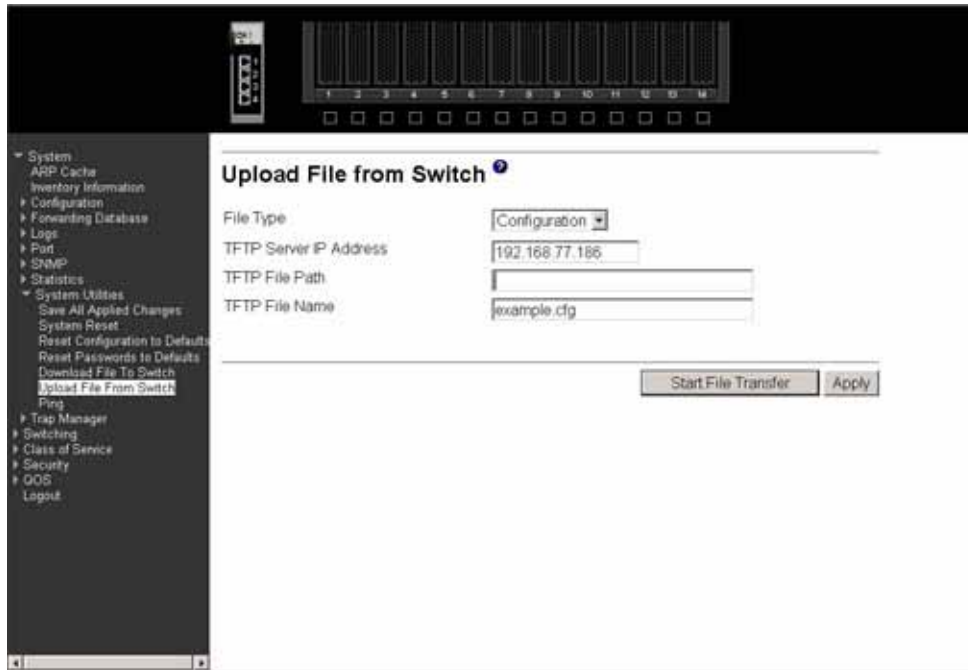 1 2 3 4 5 6 7 8 9 10 11 12 13 14
System
ARP Cache
Inventory Information
Configuration
Forwarding Database
Logs
Port
SNMP
Statistics
System Utilities
Save All Applied Changes
System Reset
Reset Configuration to Defaults
Reset Passwords to Defaults
Download File To Switch
Upload File From Switch
Ping
Trap Manager
Switching
Class of Service
Security
QOS
Logout
Upload File from Switch ?
File Type
Configuration
TFTP Server IP Address
192.168.77.186
TFTP File Path
TFTP File Name
example.cfg
Start File Transfer
Apply